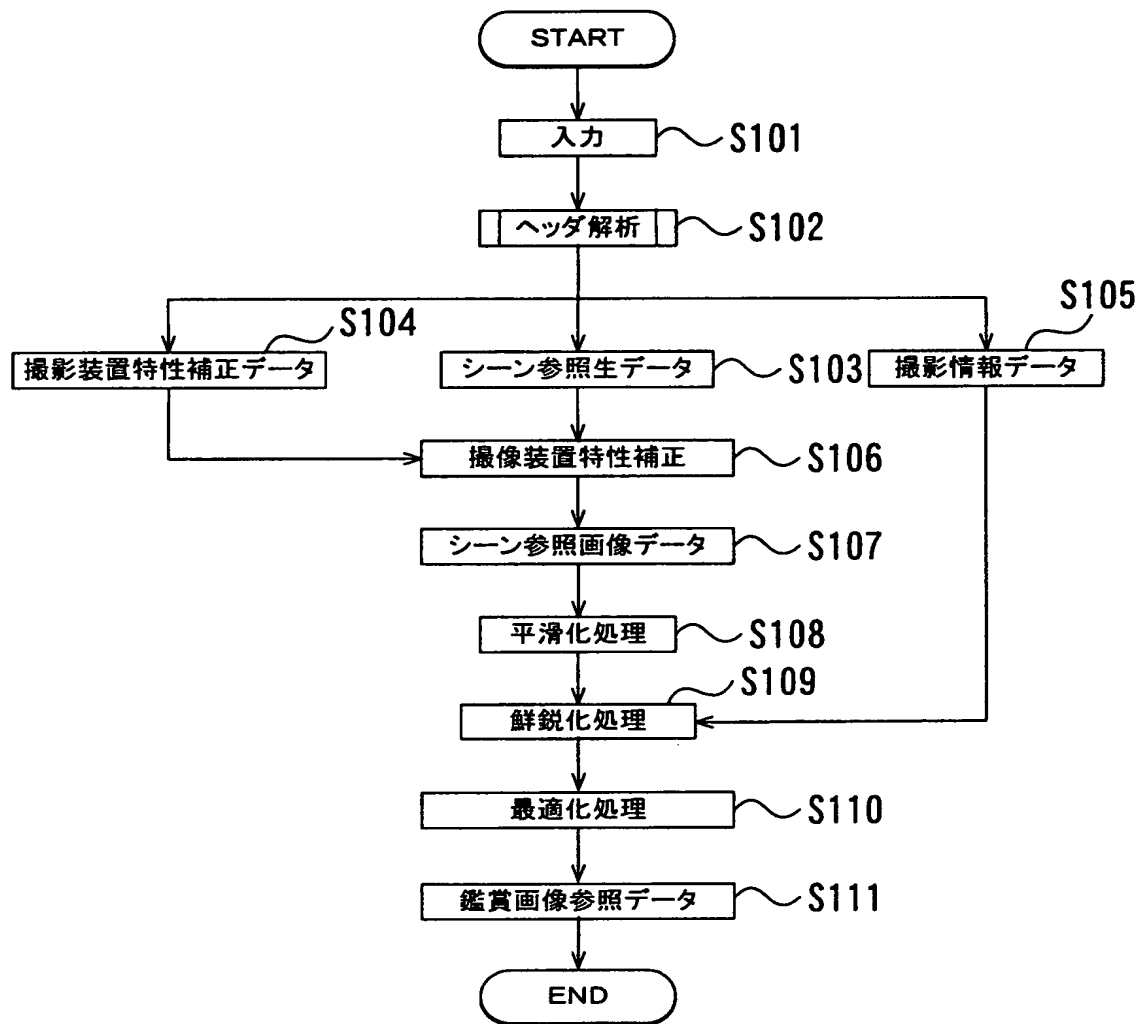 START
入力
S101
ヘッダ解析
S102
S104
撮影装置特性補正データ
シーン参照生データ
S103
S105
撮影情報データ
撮像装置特性補正
S106
シーン参照画像データ
S107
平滑化処理
S108
S109
鮮鋭化処理
最適化処理
S110
鑑賞画像参照データ
S111
END